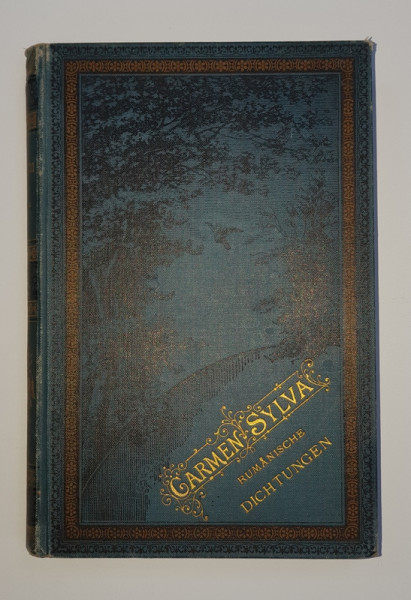 CARMEN SYLVA
RUMÄNISCHE
DICHTUNGEN